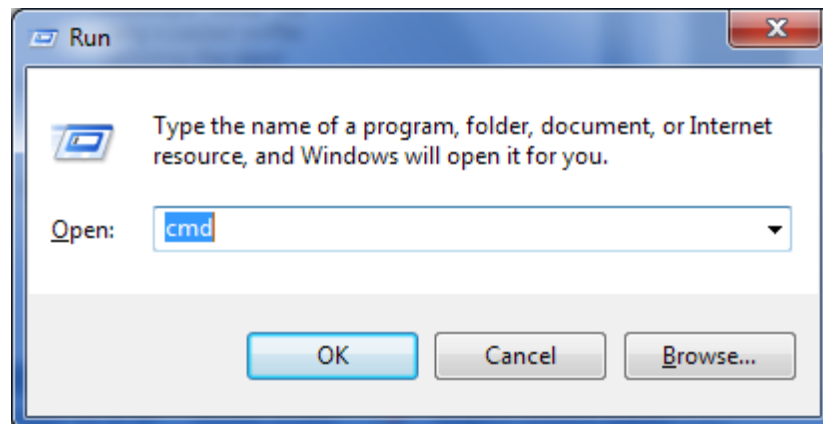 Run
Type the name of a program, folder, document, or Internet
resource, and Windows will open it for you.
Open: cmd
OK Cancel Browse...